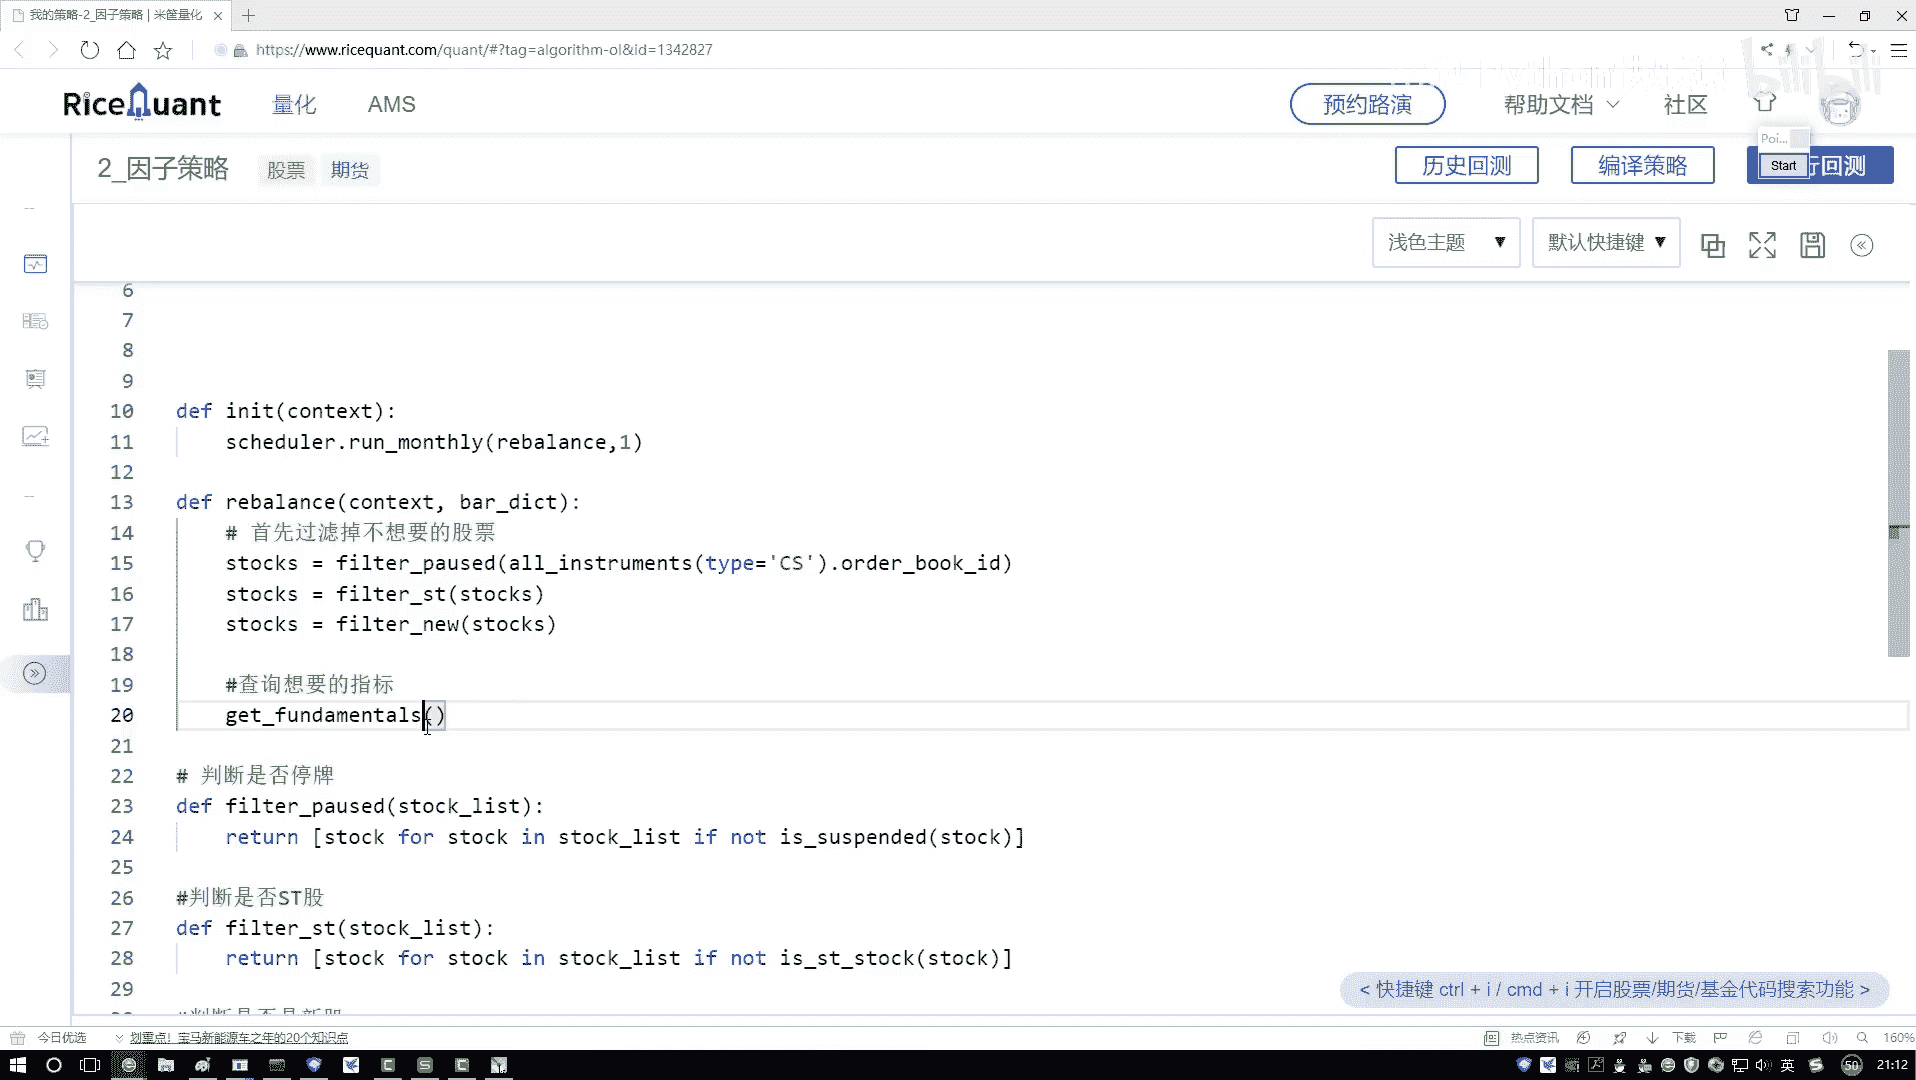 我的策略-2_因子策略 | 米筐量化
https://www.ricequant.com/quant/#?tag=algorithm-ol&id=1342827
bilibili
RiceQuant 量化 AMS 预约路演 帮助文档 社区
Poi...
2_因子策略 股票 期货 历史回测 编译策略 Start 行回测
浅色主题 默认快捷键
6
7
8
9
10 def init(context):
11 scheduler.run_monthly(rebalance,1)
12
13 def rebalance(context, bar_dict):
14 # 首先过滤掉不想要的股票
15 stocks = filter_paused(all_instruments(type='CS').order_book_id)
16 stocks = filter_st(stocks)
17 stocks = filter_new(stocks)
18
19 #查询想要的指标
20 get_fundamentals()
21
22 # 判断是否停牌
23 def filter_paused(stock_list):
24 return [stock for stock in stock_list if not is_suspended(stock)]
25
26 #判断是否ST股
27 def filter_st(stock_list):
28 return [stock for stock in stock_list if not is_st_stock(stock)]
29
< 快捷键 ctrl + i / cmd + i 开启股票/期货/基金代码搜索功能 >
今日优选 划重点！宝马新能源车之年的20个知识点 热点资讯 下载 160%
英 50 21:12